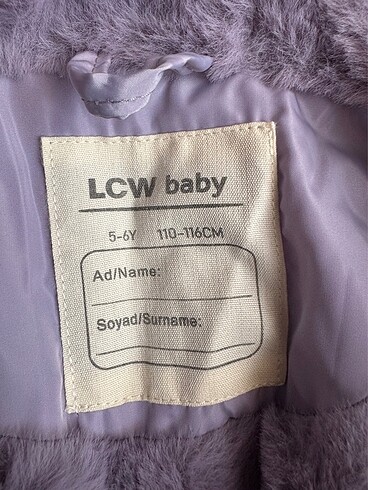 LCW baby
5-6Y 110-116CM
Ad/Name:
Soyad/Surname: